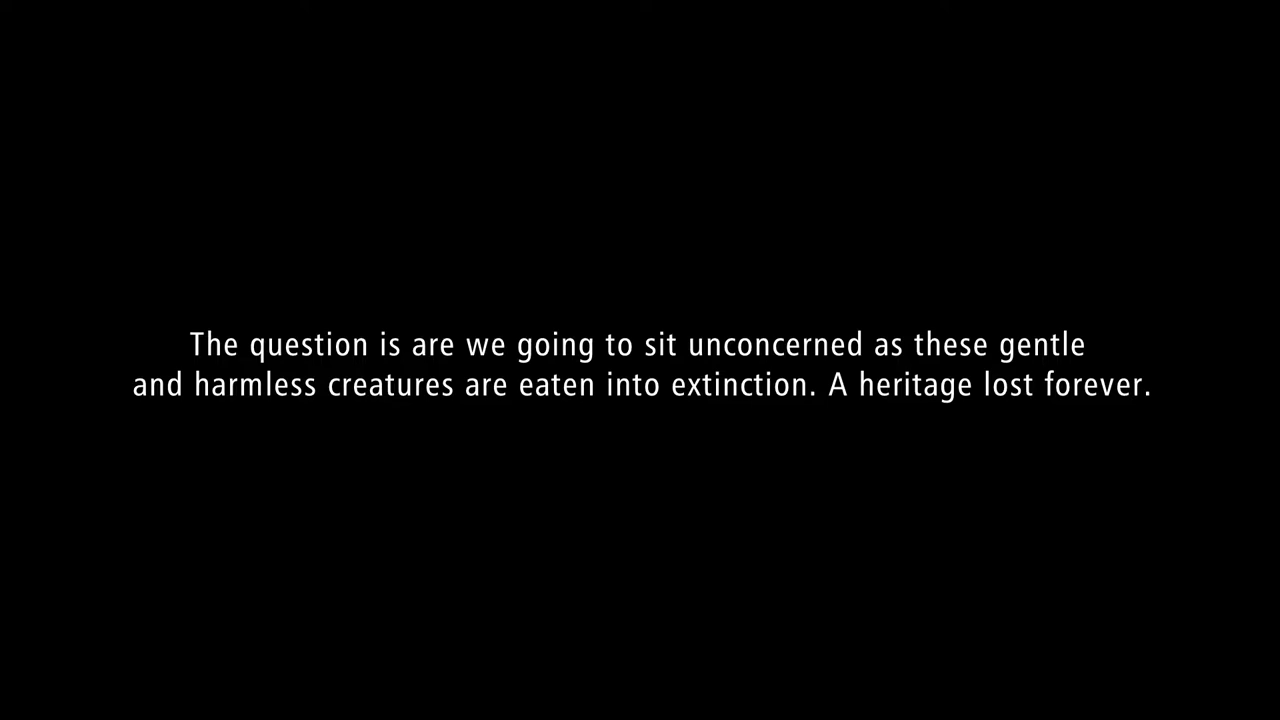 The question is are we going to sit unconcerned as these gentle
and harmless creatures are eaten into extinction. A heritage lost forever.